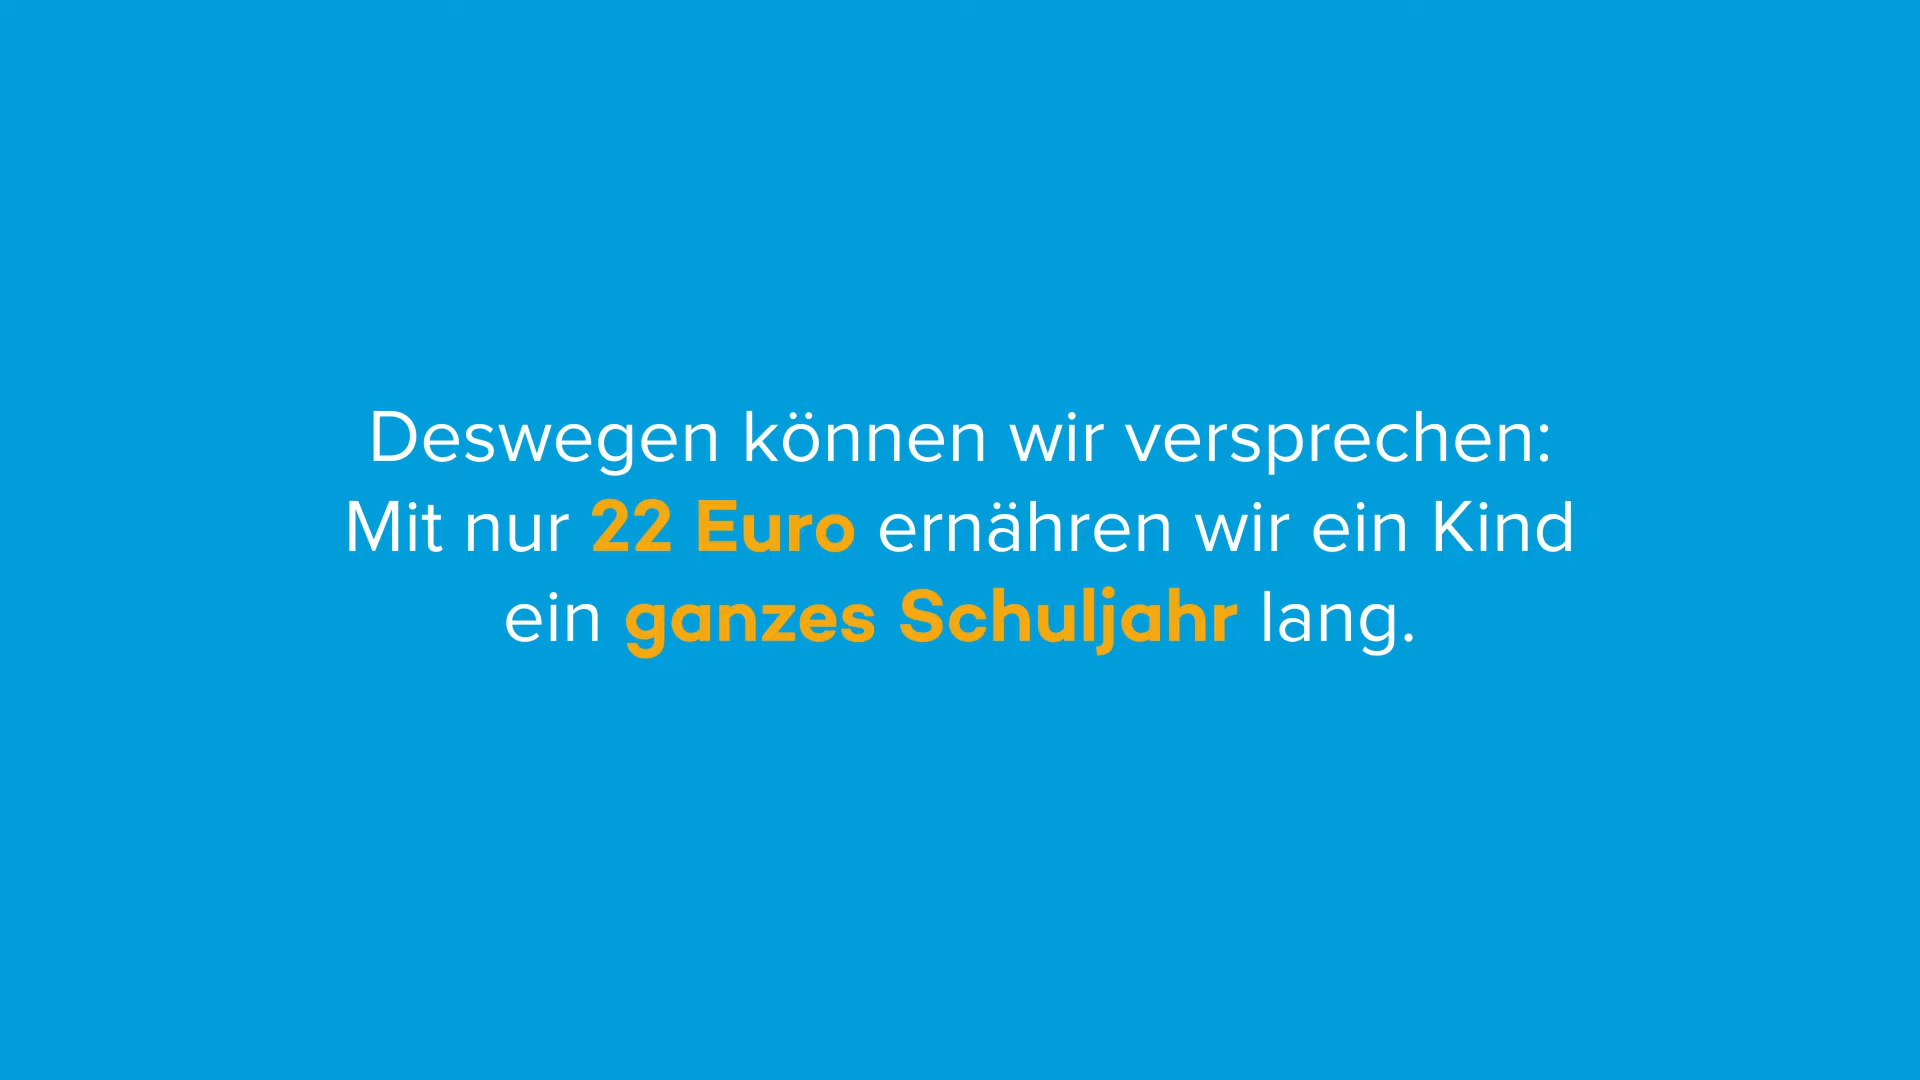 Deswegen können wir versprechen:
Mit nur 22 Euro ernähren wir ein Kind
ein ganzes Schuljahr lang.